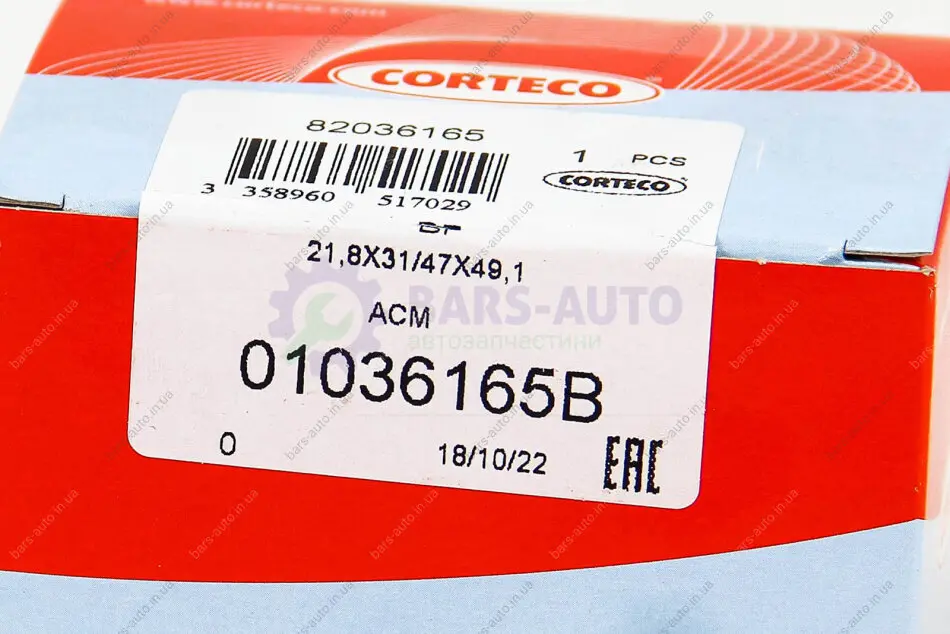 www.corteco.com
CORTECO
82036165
1 PCS
CORTECO
3 358960 517029
BF
21,8X31/47X49,1
BARS-AUTO
ACM
автозапчастини
01036165B
0
18/10/22
EAC
bars-auto.in.ua